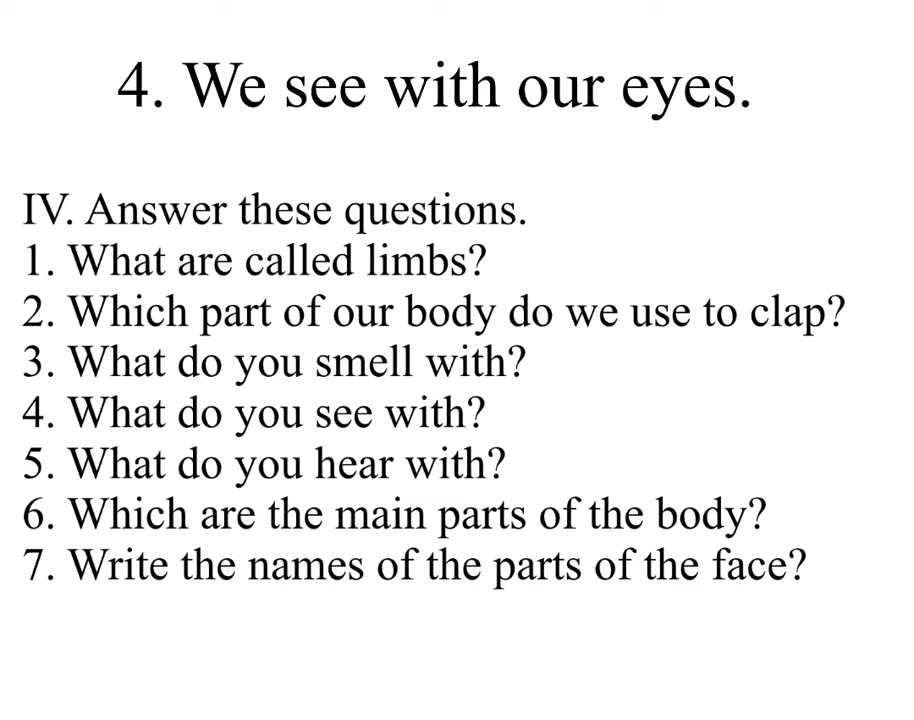 4. We see with our eyes.
IV. Answer these questions.
1. What are called limbs?
2. Which part of our body do we use to clap?
3. What do you smell with?
4. What do you see with?
5. What do you hear with?
6. Which are the main parts of the body?
7. Write the names of the parts of the face?